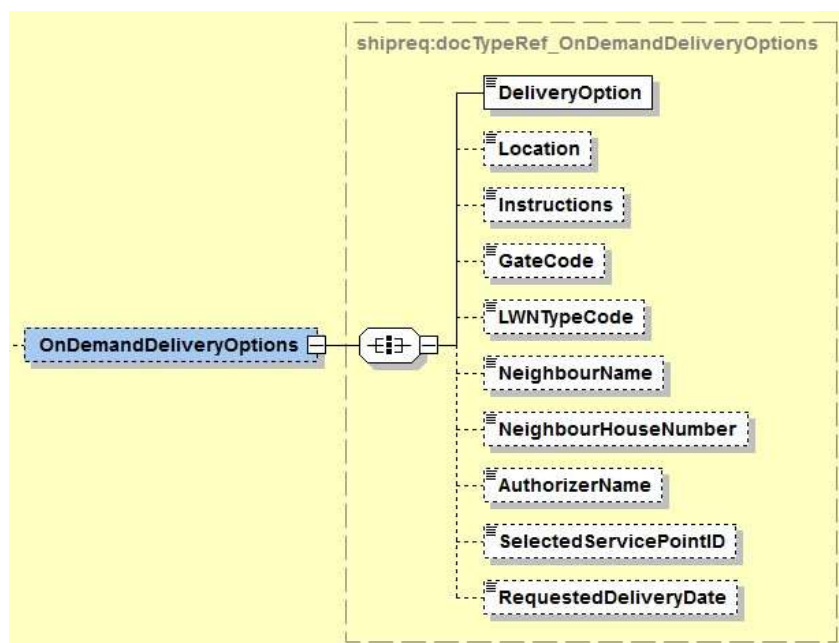 shipreq:docTypeRef_OnDemandDeliveryOptions
DeliveryOption
Location
Instructions
GateCode
LWNTypeCode
OnDemandDeliveryOptions
NeighbourName
NeighbourHouseNumber
AuthorizerName
SelectedServicePointID
RequestedDeliveryDate